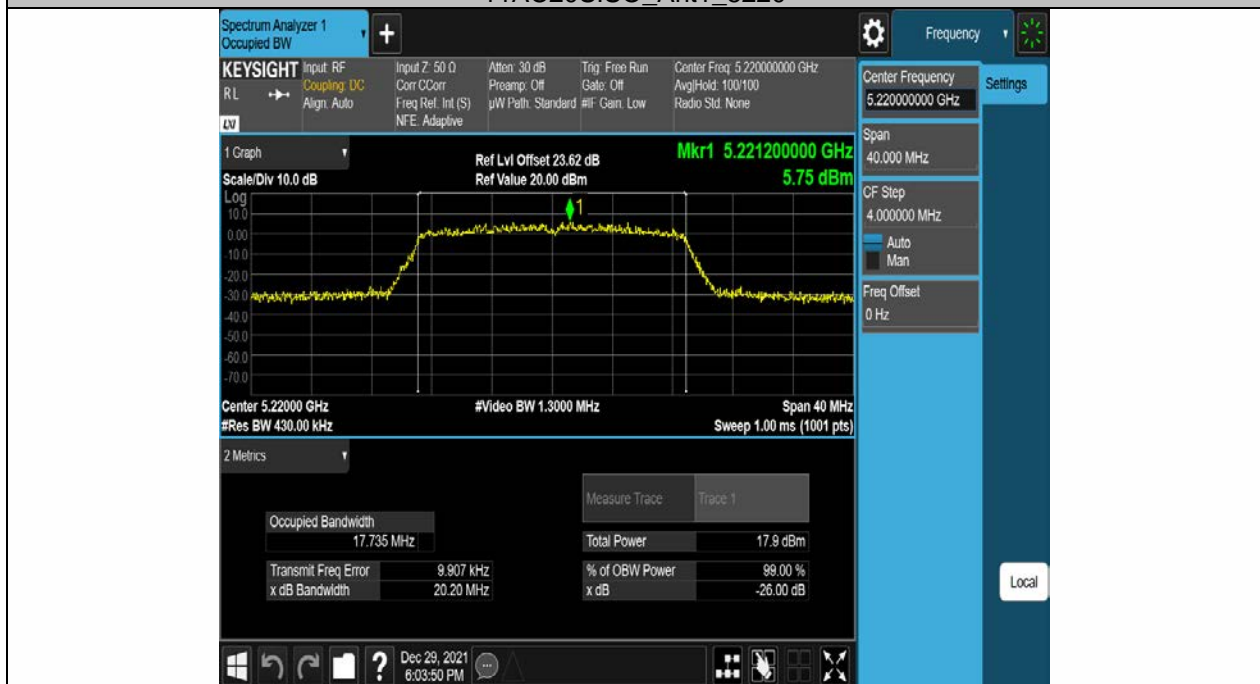 Spectrum Analyzer 1
Occupied BW
+
Frequency
KEYSIGHT
RL
LXI
Input: RF
Coupling: DC
Align: Auto
Input Z: 50 Ω
Corr CCorr
Freq Ref: Int (S)
NFE: Adaptive
Atten: 30 dB
Preamp: Off
µW Path: Standard
Trig: Free Run
Gate: Off
#IF Gain: Low
Center Freq: 5.220000000 GHz
Avg|Hold: 100/100
Radio Std: None
Center Frequency
5.220000000 GHz
Settings
Span
40.000 MHz
CF Step
4.000000 MHz
Auto
Man
Freq Offset
0 Hz
1 Graph
Scale/Div 10.0 dB
Ref Lvl Offset 23.62 dB
Ref Value 20.00 dBm
Mkr1 5.221200000 GHz
5.75 dBm
Log
10.0
0.00
-10.0
-20.0
-30.0
-40.0
-50.0
-60.0
-70.0
1
Center 5.22000 GHz
#Res BW 430.00 kHz
#Video BW 1.3000 MHz
Span 40 MHz
Sweep 1.00 ms (1001 pts)
2 Metrics
Measure Trace Trace 1
Occupied Bandwidth
17.735 MHz
Total Power 17.9 dBm
Transmit Freq Error 9.907 kHz
% of OBW Power 99.00 %
x dB Bandwidth 20.20 MHz
x dB -26.00 dB
Local
?
Dec 29, 2021
6:03:50 PM